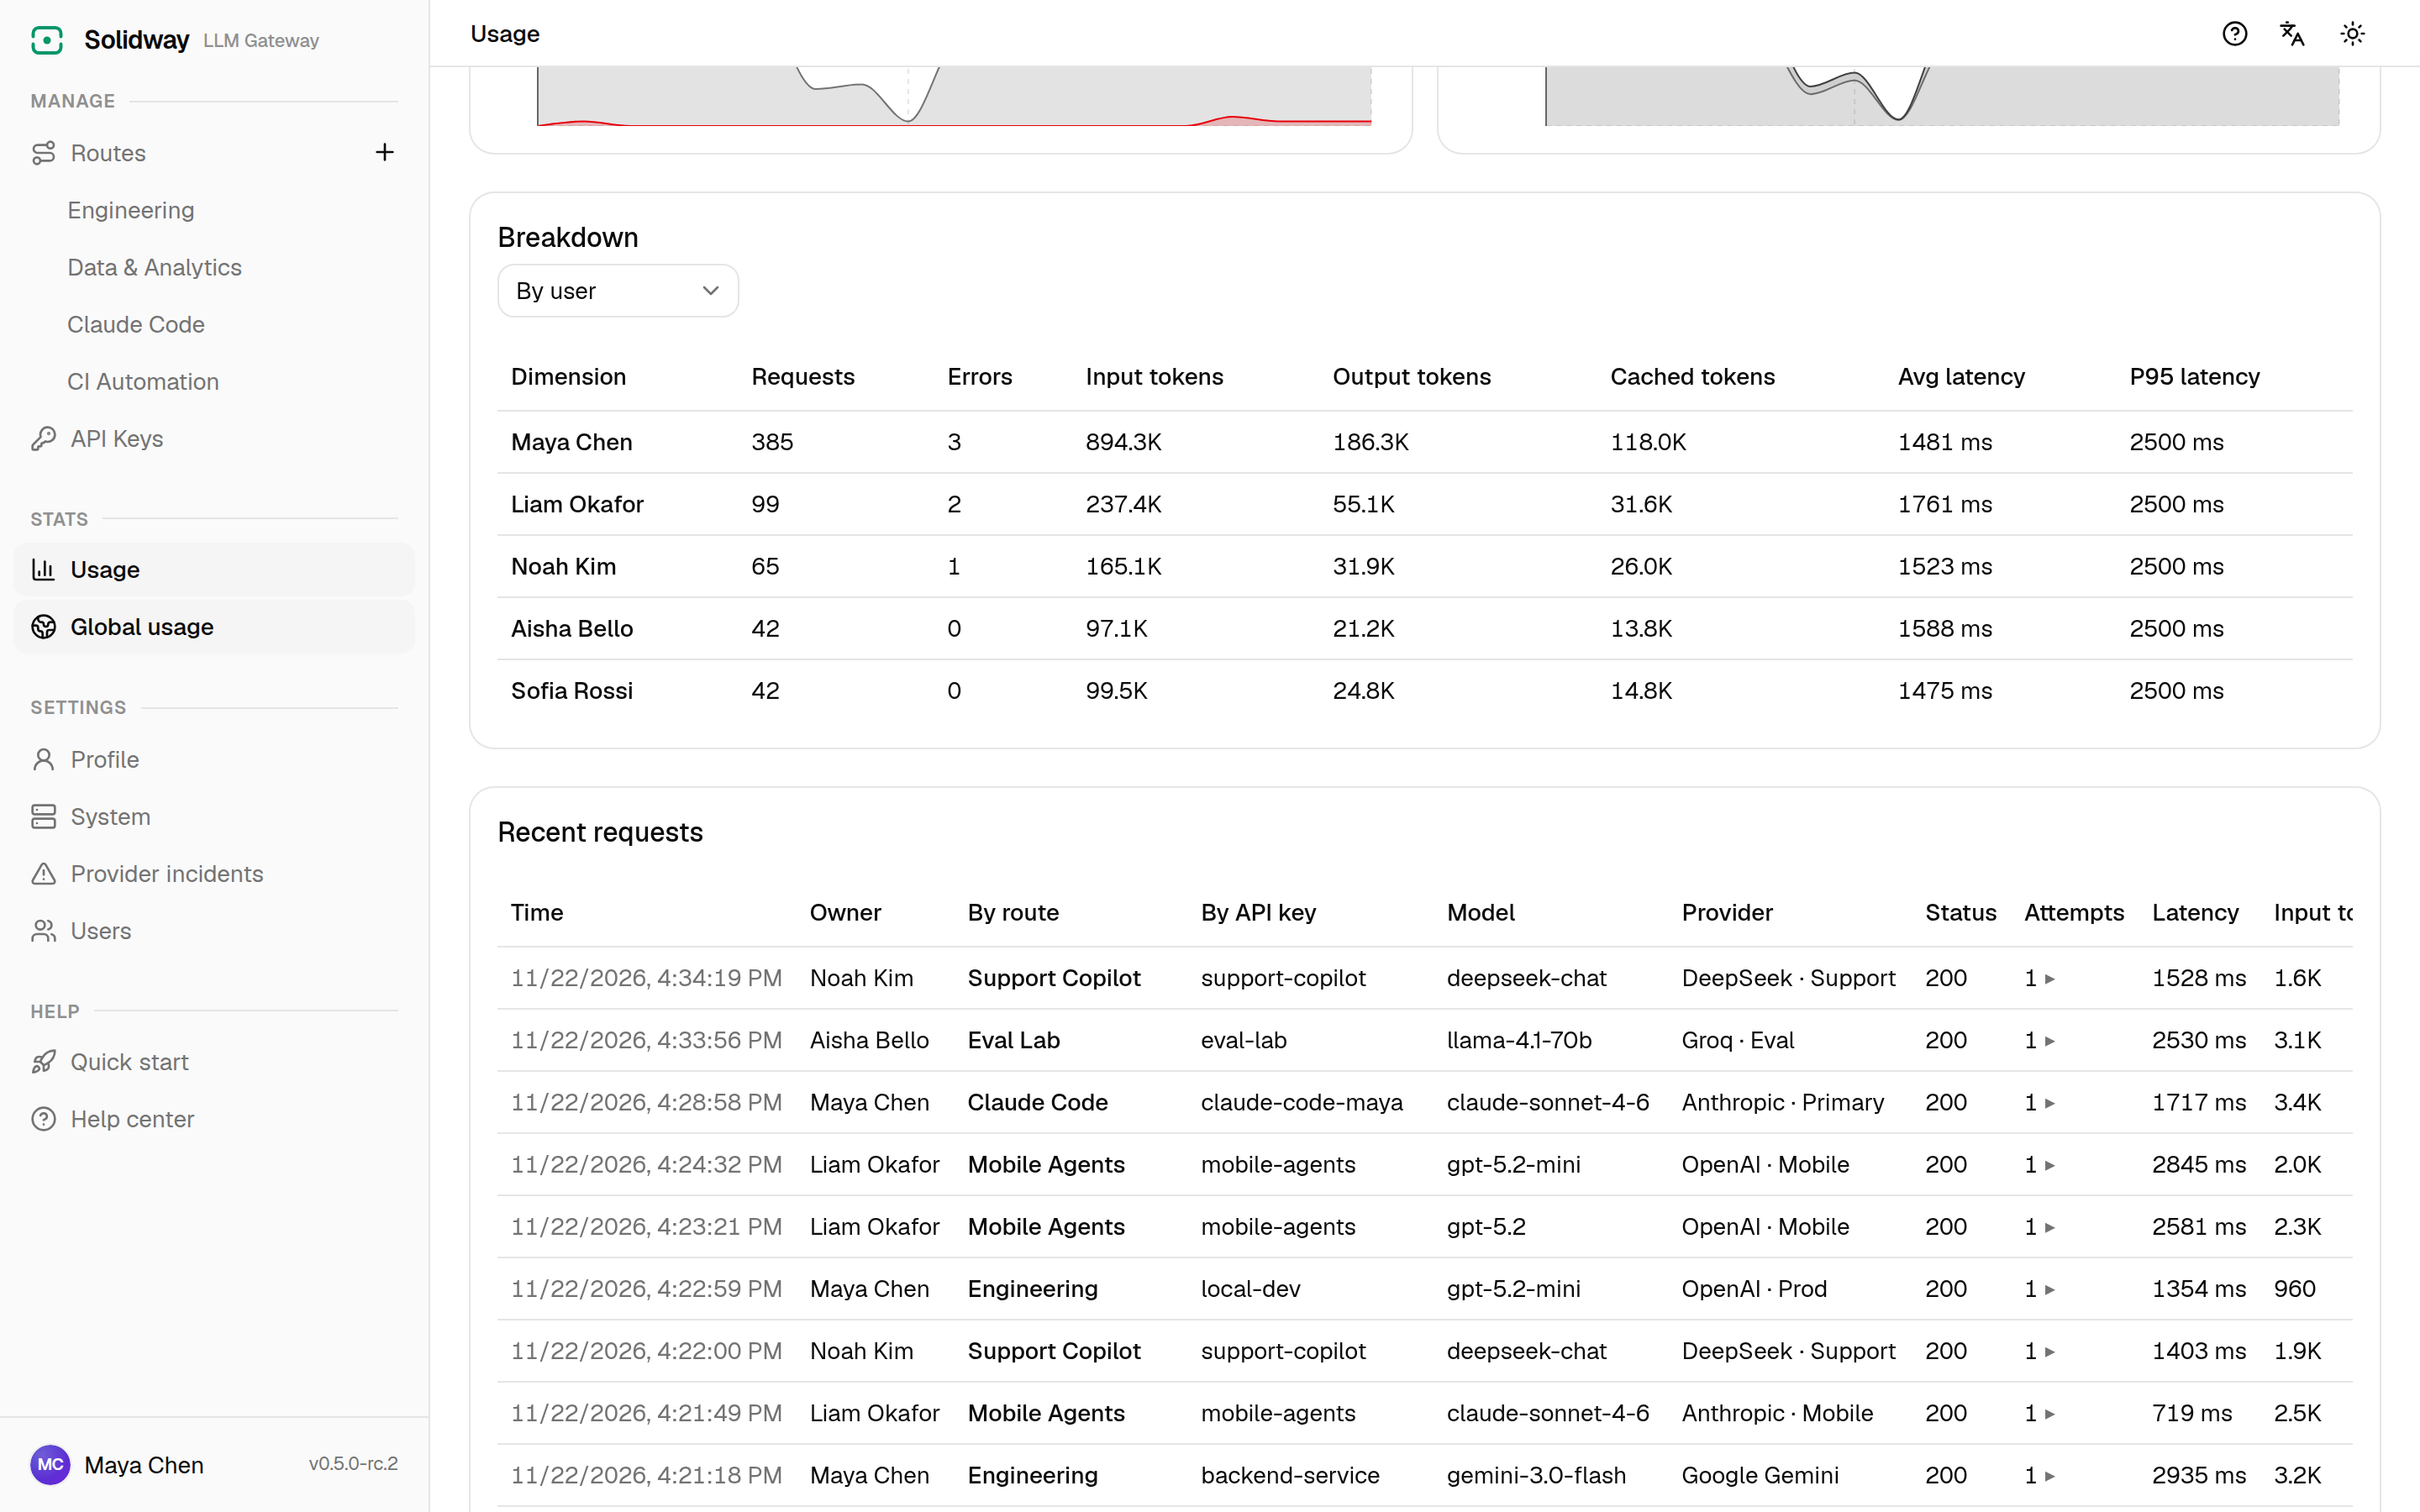 Solidway LLM Gateway
MANAGE
Routes
Engineering
Data & Analytics
Claude Code
CI Automation
API Keys
STATS
Usage
Global usage
SETTINGS
Profile
System
Provider incidents
Users
HELP
Quick start
Help center
MC Maya Chen v0.5.0-rc.2
Usage
Breakdown
By user
Dimension Requests Errors Input tokens Output tokens Cached tokens Avg latency P95 latency
Maya Chen 385 3 894.3K 186.3K 118.0K 1481 ms 2500 ms
Liam Okafor 99 2 237.4K 55.1K 31.6K 1761 ms 2500 ms
Noah Kim 65 1 165.1K 31.9K 26.0K 1523 ms 2500 ms
Aisha Bello 42 0 97.1K 21.2K 13.8K 1588 ms 2500 ms
Sofia Rossi 42 0 99.5K 24.8K 14.8K 1475 ms 2500 ms
Recent requests
Time Owner By route By API key Model Provider Status Attempts Latency Input
11/22/2026, 4:34:19 PM Noah Kim Support Copilot support-copilot deepseek-chat DeepSeek · Support 200 1 ▸ 1528 ms 1.6K
11/22/2026, 4:33:56 PM Aisha Bello Eval Lab eval-lab llama-4.1-70b Groq · Eval 200 1 ▸ 2530 ms 3.1K
11/22/2026, 4:28:58 PM Maya Chen Claude Code claude-code-maya claude-sonnet-4-6 Anthropic · Primary 200 1 ▸ 1717 ms 3.4K
11/22/2026, 4:24:32 PM Liam Okafor Mobile Agents mobile-agents gpt-5.2-mini OpenAI · Mobile 200 1 ▸ 2845 ms 2.0K
11/22/2026, 4:23:21 PM Liam Okafor Mobile Agents mobile-agents gpt-5.2 OpenAI · Mobile 200 1 ▸ 2581 ms 2.3K
11/22/2026, 4:22:59 PM Maya Chen Engineering local-dev gpt-5.2-mini OpenAI · Prod 200 1 ▸ 1354 ms 960
11/22/2026, 4:22:00 PM Noah Kim Support Copilot support-copilot deepseek-chat DeepSeek · Support 200 1 ▸ 1403 ms 1.9K
11/22/2026, 4:21:49 PM Liam Okafor Mobile Agents mobile-agents claude-sonnet-4-6 Anthropic · Mobile 200 1 ▸ 719 ms 2.5K
11/22/2026, 4:21:18 PM Maya Chen Engineering backend-service gemini-3.0-flash Google Gemini 200 1 ▸ 2935 ms 3.2K